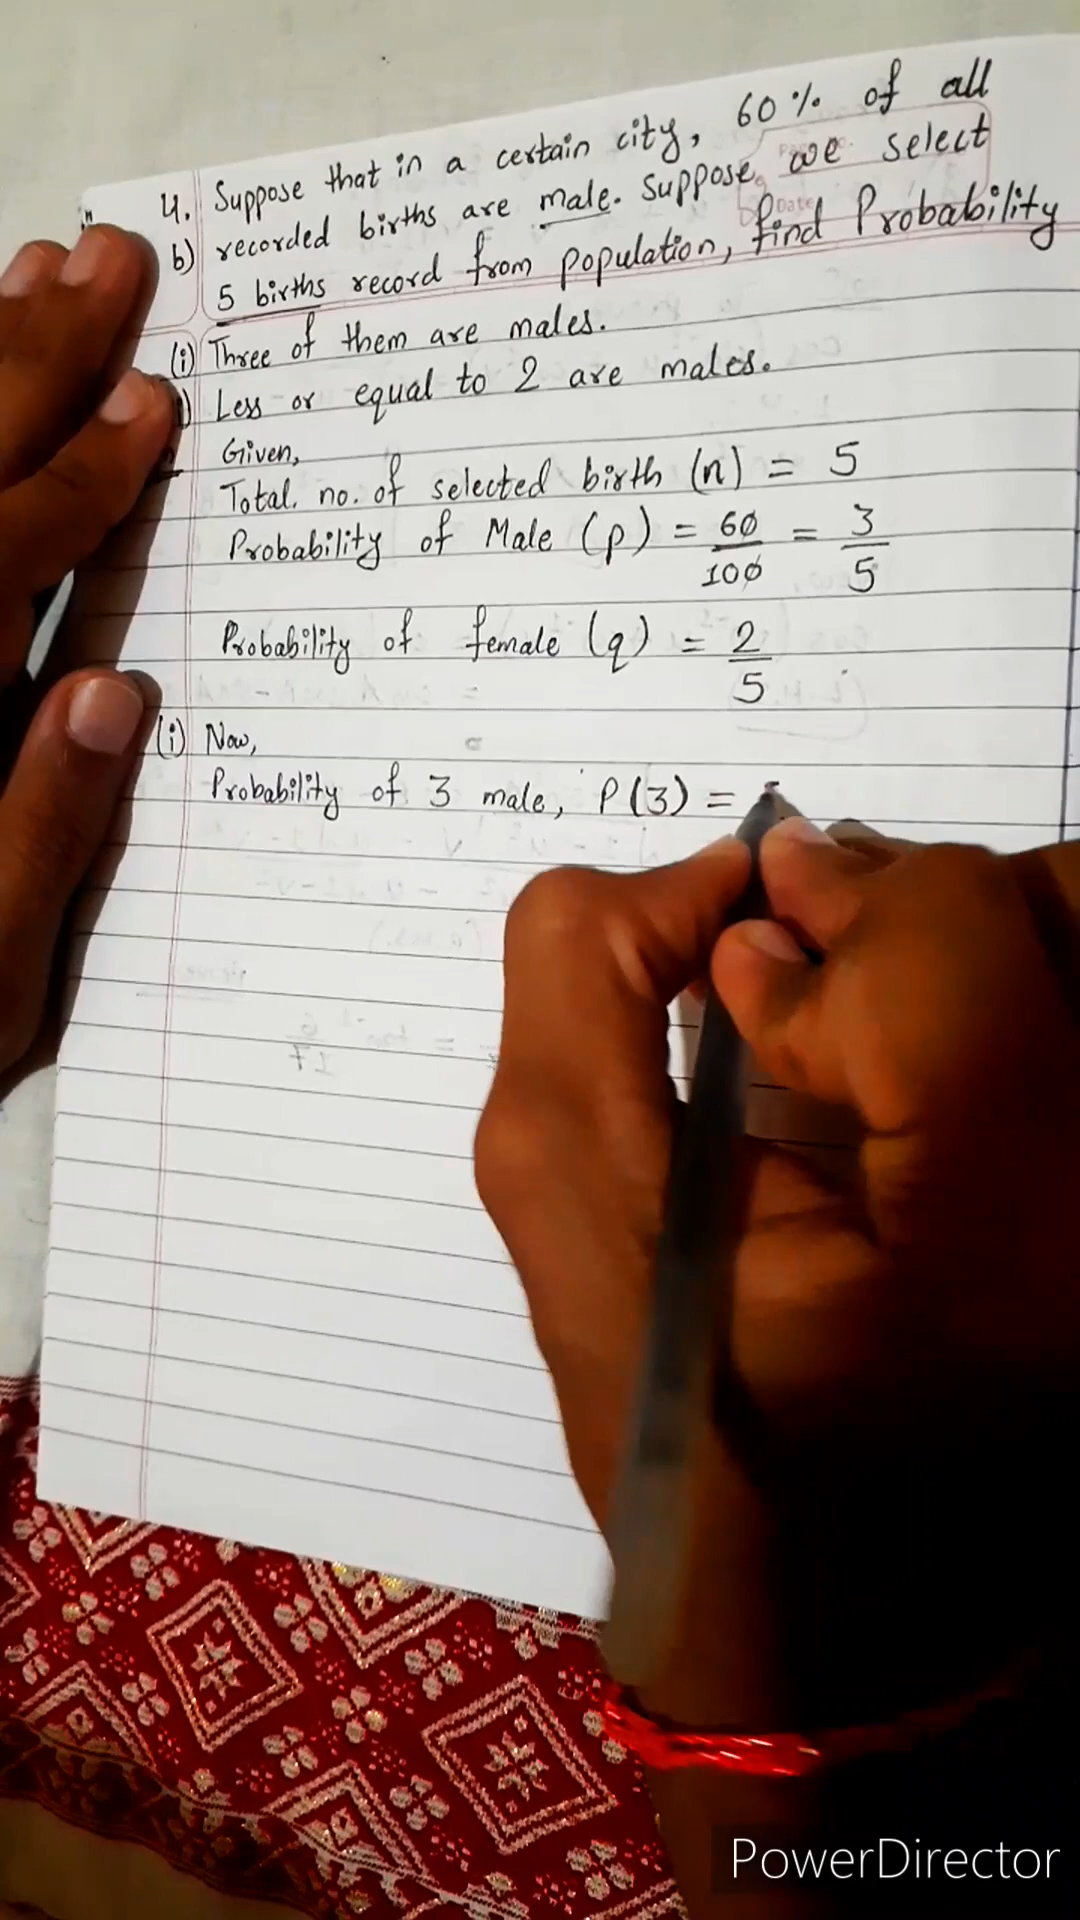 4. Suppose that in a certain city, 60% of all
b) recorded births are male. Suppose we select
5 births record from population, find Probability
(i) Three of them are males.
) Less or equal to 2 are males.
Given,
Total. no. of selected birth (n) = 5
Probability of Male (p) = 60/100 = 3/5
Probability of female (q) = 2/5
(i) Now,
Probability of 3 male, P(3) =
PowerDirector